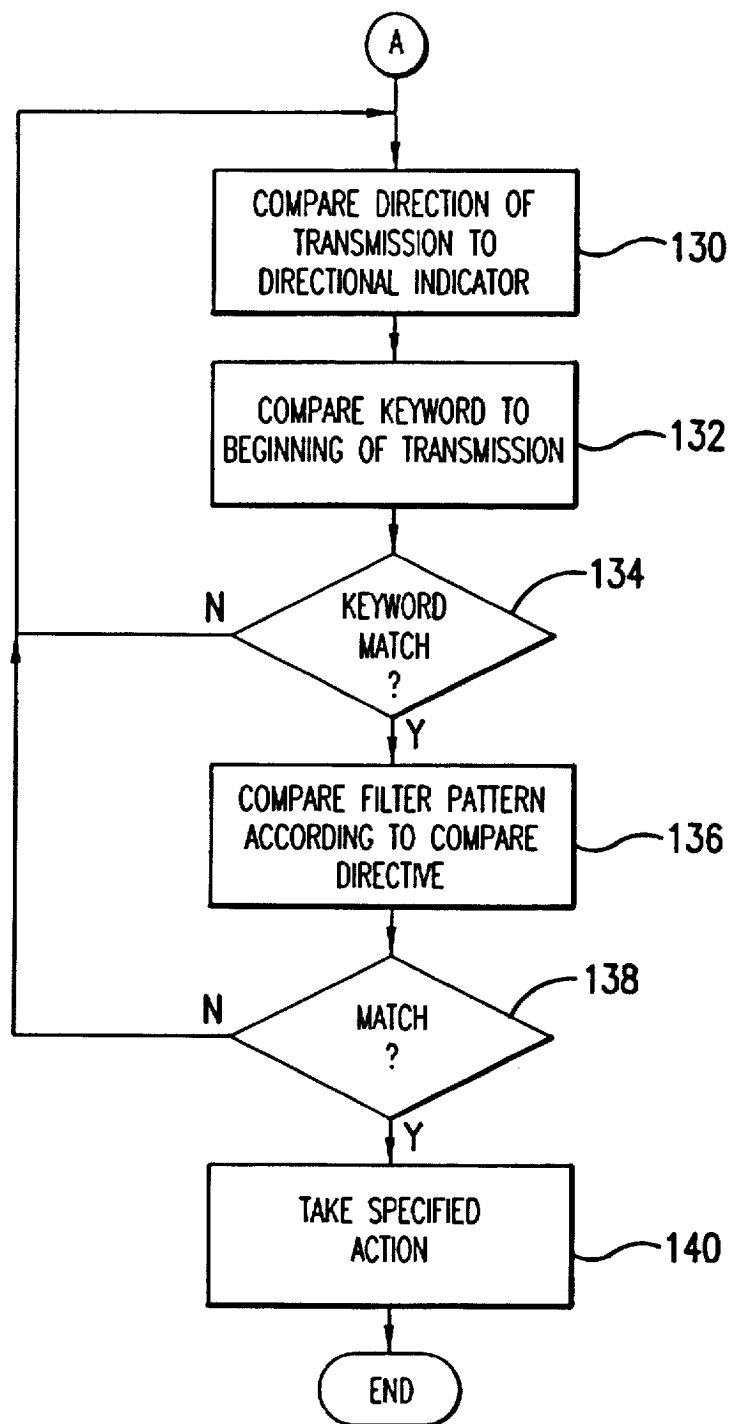 A
COMPARE DIRECTION OF
TRANSMISSION TO
DIRECTIONAL INDICATOR
130
COMPARE KEYWORD TO
BEGINNING OF TRANSMISSION
132
134
N
KEYWORD
MATCH
?
Y
COMPARE FILTER PATTERN
ACCORDING TO COMPARE
DIRECTIVE
136
138
N
MATCH
?
Y
TAKE SPECIFIED
ACTION
140
END